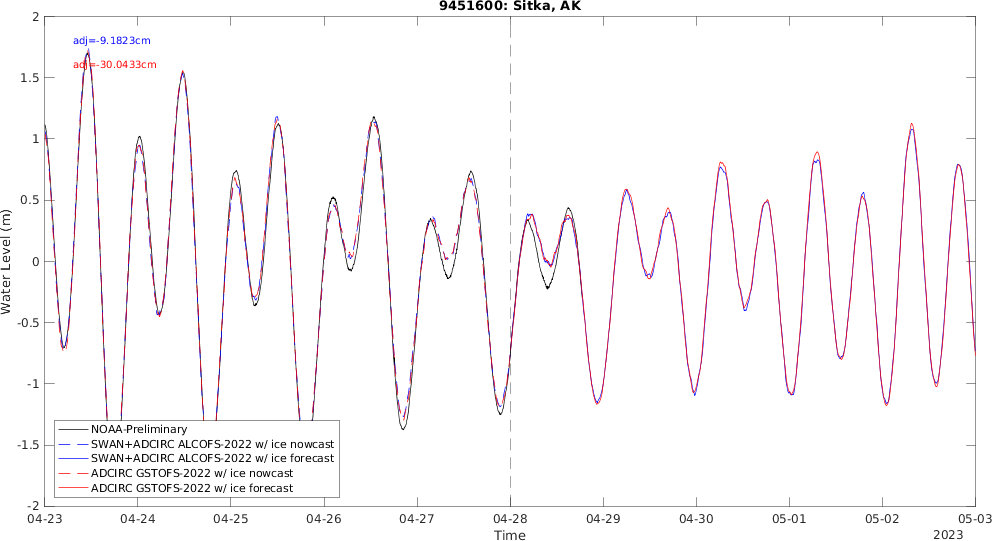 9451600: Sitka, AK
adj=-9.1823cm
adj=-30.0433cm
Water Level (m)
2
1.5
1
0.5
0
-0.5
-1
-1.5
-2
NOAA-Preliminary
SWAN+ADCIRC ALCOFS-2022 w/ ice nowcast
SWAN+ADCIRC ALCOFS-2022 w/ ice forecast
ADCIRC GSTOFS-2022 w/ ice nowcast
ADCIRC GSTOFS-2022 w/ ice forecast
04-23 04-24 04-25 04-26 04-27 04-28 04-29 04-30 05-01 05-02 05-03
Time
2023